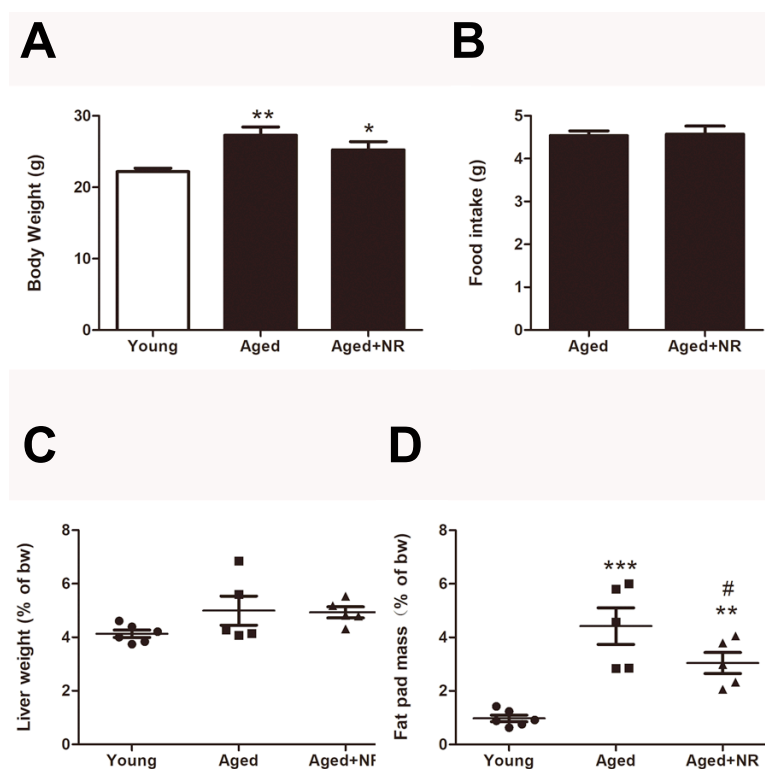 A
B
Body Weight (g)
30
20
10
0
**
*
Young Aged Aged+NR
Food intake (g)
5
4
3
2
1
0
Aged Aged+NR
C
D
Liver weight (% of bw)
8
6
4
2
0
Young Aged Aged+NR
Fat pad mass (% of bw)
8
6
4
2
0
***
#
**
Young Aged Aged+NR